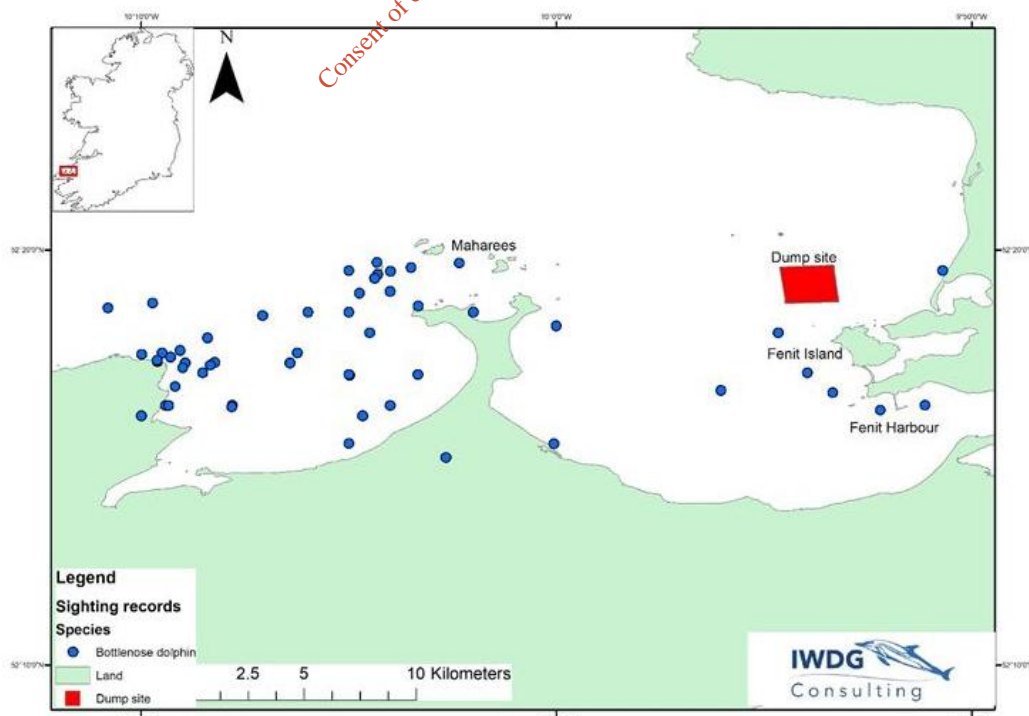 Consent of
10°10'0"W
10°0'0"W
9°50'0"W
N
52°20'0"N
Maharees
52°20'0"N
Dump site
Fenit Island
Fenit Harbour
Legend
Sighting records
Species
Bottlenose dolphin
Land
Dump site
2.5 5 10 Kilometers
52°10'0"N
52°10'0"N
IWDG
Consulting